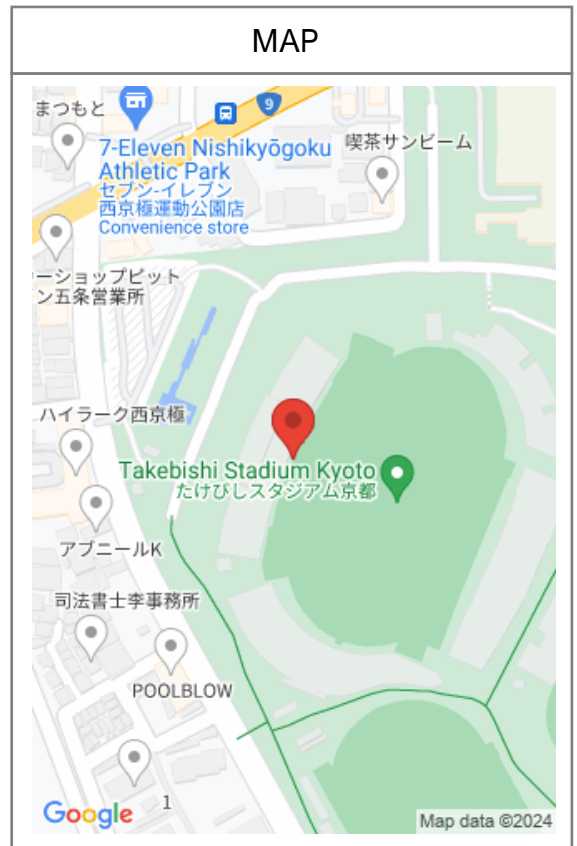 MAP
まつもと
9
7-Eleven Nishikyōgoku
Athletic Park
セブン-イレブン
西京極運動公園店
Convenience store
喫茶サンビーム
ーショップピット
ン五条営業所
ハイラーク西京極
Takebishi Stadium Kyoto
たけびしスタジアム京都
アブニールK
司法書士李事務所
POOLBLOW
1
Google
Map data ©2024